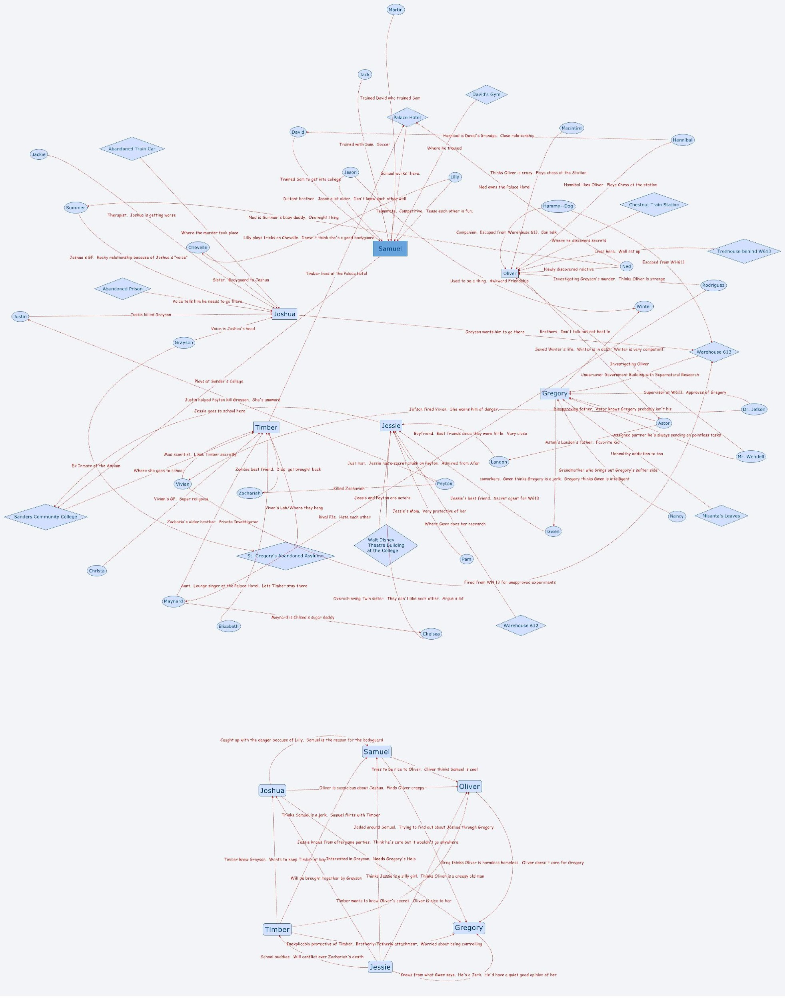 Martin
Jack
David's Gym
Trained David who trained Sam
Palace Hotel
Macintire
David
Hannibal is David's Grandpa.  Close relationship
Hannibal
Abandoned Train Car
Trained with Sam.  Soccer
Where he trained
Jackie
Jason
Samuel works there.
Thinks Oliver is crazy.  Plays chess at the Station
Lilly
Trained Sam to get into college
Hannibal likes Oliver.  Plays Chess at the station
Ned owns the Palace Hotel
Distant brother.  Jason a lot older.  Don't know each other well
Summer
Hammy--Dog
Chestnut Train Station
Teammate.  Competitive.  Tease each other in fun.
Therapist.  Joshua is getting worse
Ned is Summer's baby daddy.  One night thing
Where the murder took place
Companion.  Escaped from Warehouse 613.  Can talk
Lilly plays tricks on Chevelle.  Doesn't think she's a good bodyguard.
Where he discovers secrets
Chevelle
Samuel
Lives here.  Well set up
Treehouse behind W613
Joshua's GF.  Rocky relationship because of Joshua's "voice"
Escaped from WH613
Ned
Newly discovered relative
Timber lives at the Palace hotel
Oliver
Sister.  Bodyguard to Joshua
Used to be a thing.  Awkward Friendship
Investigating Grayson's murder.  Thinks Oliver is strange
Rodriguez
Abandoned Prison
Voice tells him he needs to go there.
Winter
Justin
Justin killed Grayson
Joshua
Voice in Joshua's head
Grayson wants him to go there
Brothers.  Don't talk but not hostile
Grayson
Saved Winter's life.  Winter is in debt.  Winter is very competent.
Warehouse 613
Investigating Oliver
Undercover Government Building with Supernatural Research
Plays at Sander's College
Gregory
Supervisor at W613.  Approves of Gregory
Justin helped Peyton kill Grayson.  She's unaware
Jessie goes to school here
Jefson fired Vivian.  She warns him of danger.
Disapproving father.  Astor knows Gregory probably isn't his
Dr. Jefson
Timber
Jessie
Astor
Boyfriend.  Best friends since they were little.  Very close
Assigned partner he's always sending on pointless tasks
Aston's Landon's father.  Favorite Kid
Mad scientist.  Likes Timber secretly.
Unhealthy addiction to tea
Mr. Wendell
Landon
Just met.  Jessie has a secret crush on Peyton.  Admired from Afar
Ex Inmate of the Asylum
Where she goes to school
Zombie best friend.  Died, got brought back
Grandmother who brings out Gregory's softer side
coworkers.  Gwen thinks Gregory is a jerk.  Gregory thinks Gwen is intelligent
Vivian
Peyton
Killed Zachariah
Zachariah
Vivian's GF.  Super religoius
Jessie and Peyton are actors
Jessie's best friend.  Secret agent for W613
Vivan's Lab/Where they hang
Jessie's Mom.  Very protective of her
Sanders Community College
Rival PIs.  Hate each other
Nancy
Misanta's Leaves
Zacharia's older brother.  Private Investigator
Where Gwen does her research
Gwen
Walt Disney
Theatre Building
at the College
St. Gregory's Abandoned Asylumn
Pam
Christa
Fired from WH 13 for unapproved experiments
Aunt.  Lounge singer at the Palace Hotel.  Lets Timber stay there
Maynard
Overachieving Twin sister.  They don't like each other.  Argue a lot
Maynard is Chlsea's sugar daddy
Elizabeth
Warehouse 612
Chelsea
Caught up with the danger because of Lilly.  Samuel is the reason for the bodyguard
Samuel
Tries to be nice to Oliver.  Oliver thinks Samuel is cool
Oliver
Joshua
Oliver is suspicious about Joshua.  Finds Oliver creepy
Thinks Samuel is a jerk.  Samuel flirts with Timber
Jaded around Samuel.  Trying to find out about Joshua through Gregory
Jessie knows from aftergame parties.  Think he's cute but it wouldn't go anywhere
Timber knew Greyson.  Wants to keep Timber at bay
Interested in Greyson.  Needs Gregory's Help
Greg thinks Oliver is harmless homeless.  Oliver doesn't care for Gregory
Thinks Jessie is a silly girl.  Thinks Oliver is a creepy old man
Will be brought together by Grayson
Timber wants to know Oliver's secret.  Oliver is nice to her
Timber
Gregory
Inexplicably protective of Timber.  Brotherly/Fatherly attachment.  Worried about being controlling
School buddies.  Will conflict over Zachariah's death
Jessie
Knows from what Gwen says.  He's a Jerk.  He'd have a quiet good opinion of her